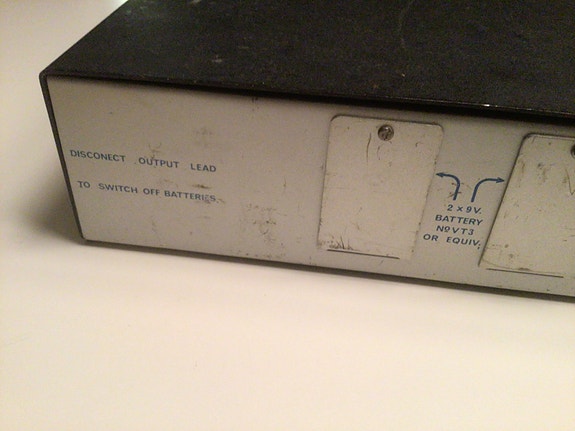 DISCONECT OUTPUT LEAD
TO SWITCH OFF BATTERIES
2 x 9V.
BATTERY
Nº VT3
OR EQUIV.